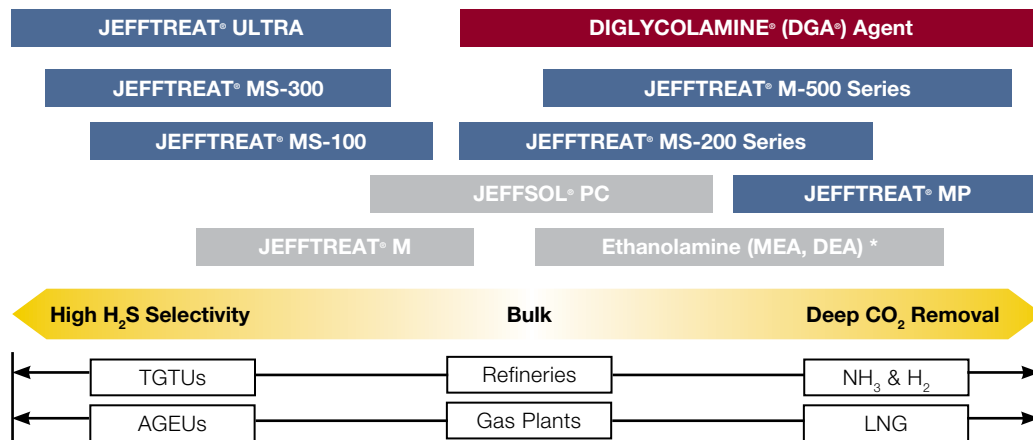 JEFFTREAT® ULTRA
DIGLYCOLAMINE® (DGA®) Agent
JEFFTREAT® MS-300
JEFFTREAT® M-500 Series
JEFFTREAT® MS-100
JEFFTREAT® MS-200 Series
JEFFSOL® PC
JEFFTREAT® MP
JEFFTREAT® M
Ethanolamine (MEA, DEA) *
High H₂S Selectivity
Bulk
Deep CO₂ Removal
TGTUs
Refineries
NH₃ & H₂
AGEUs
Gas Plants
LNG